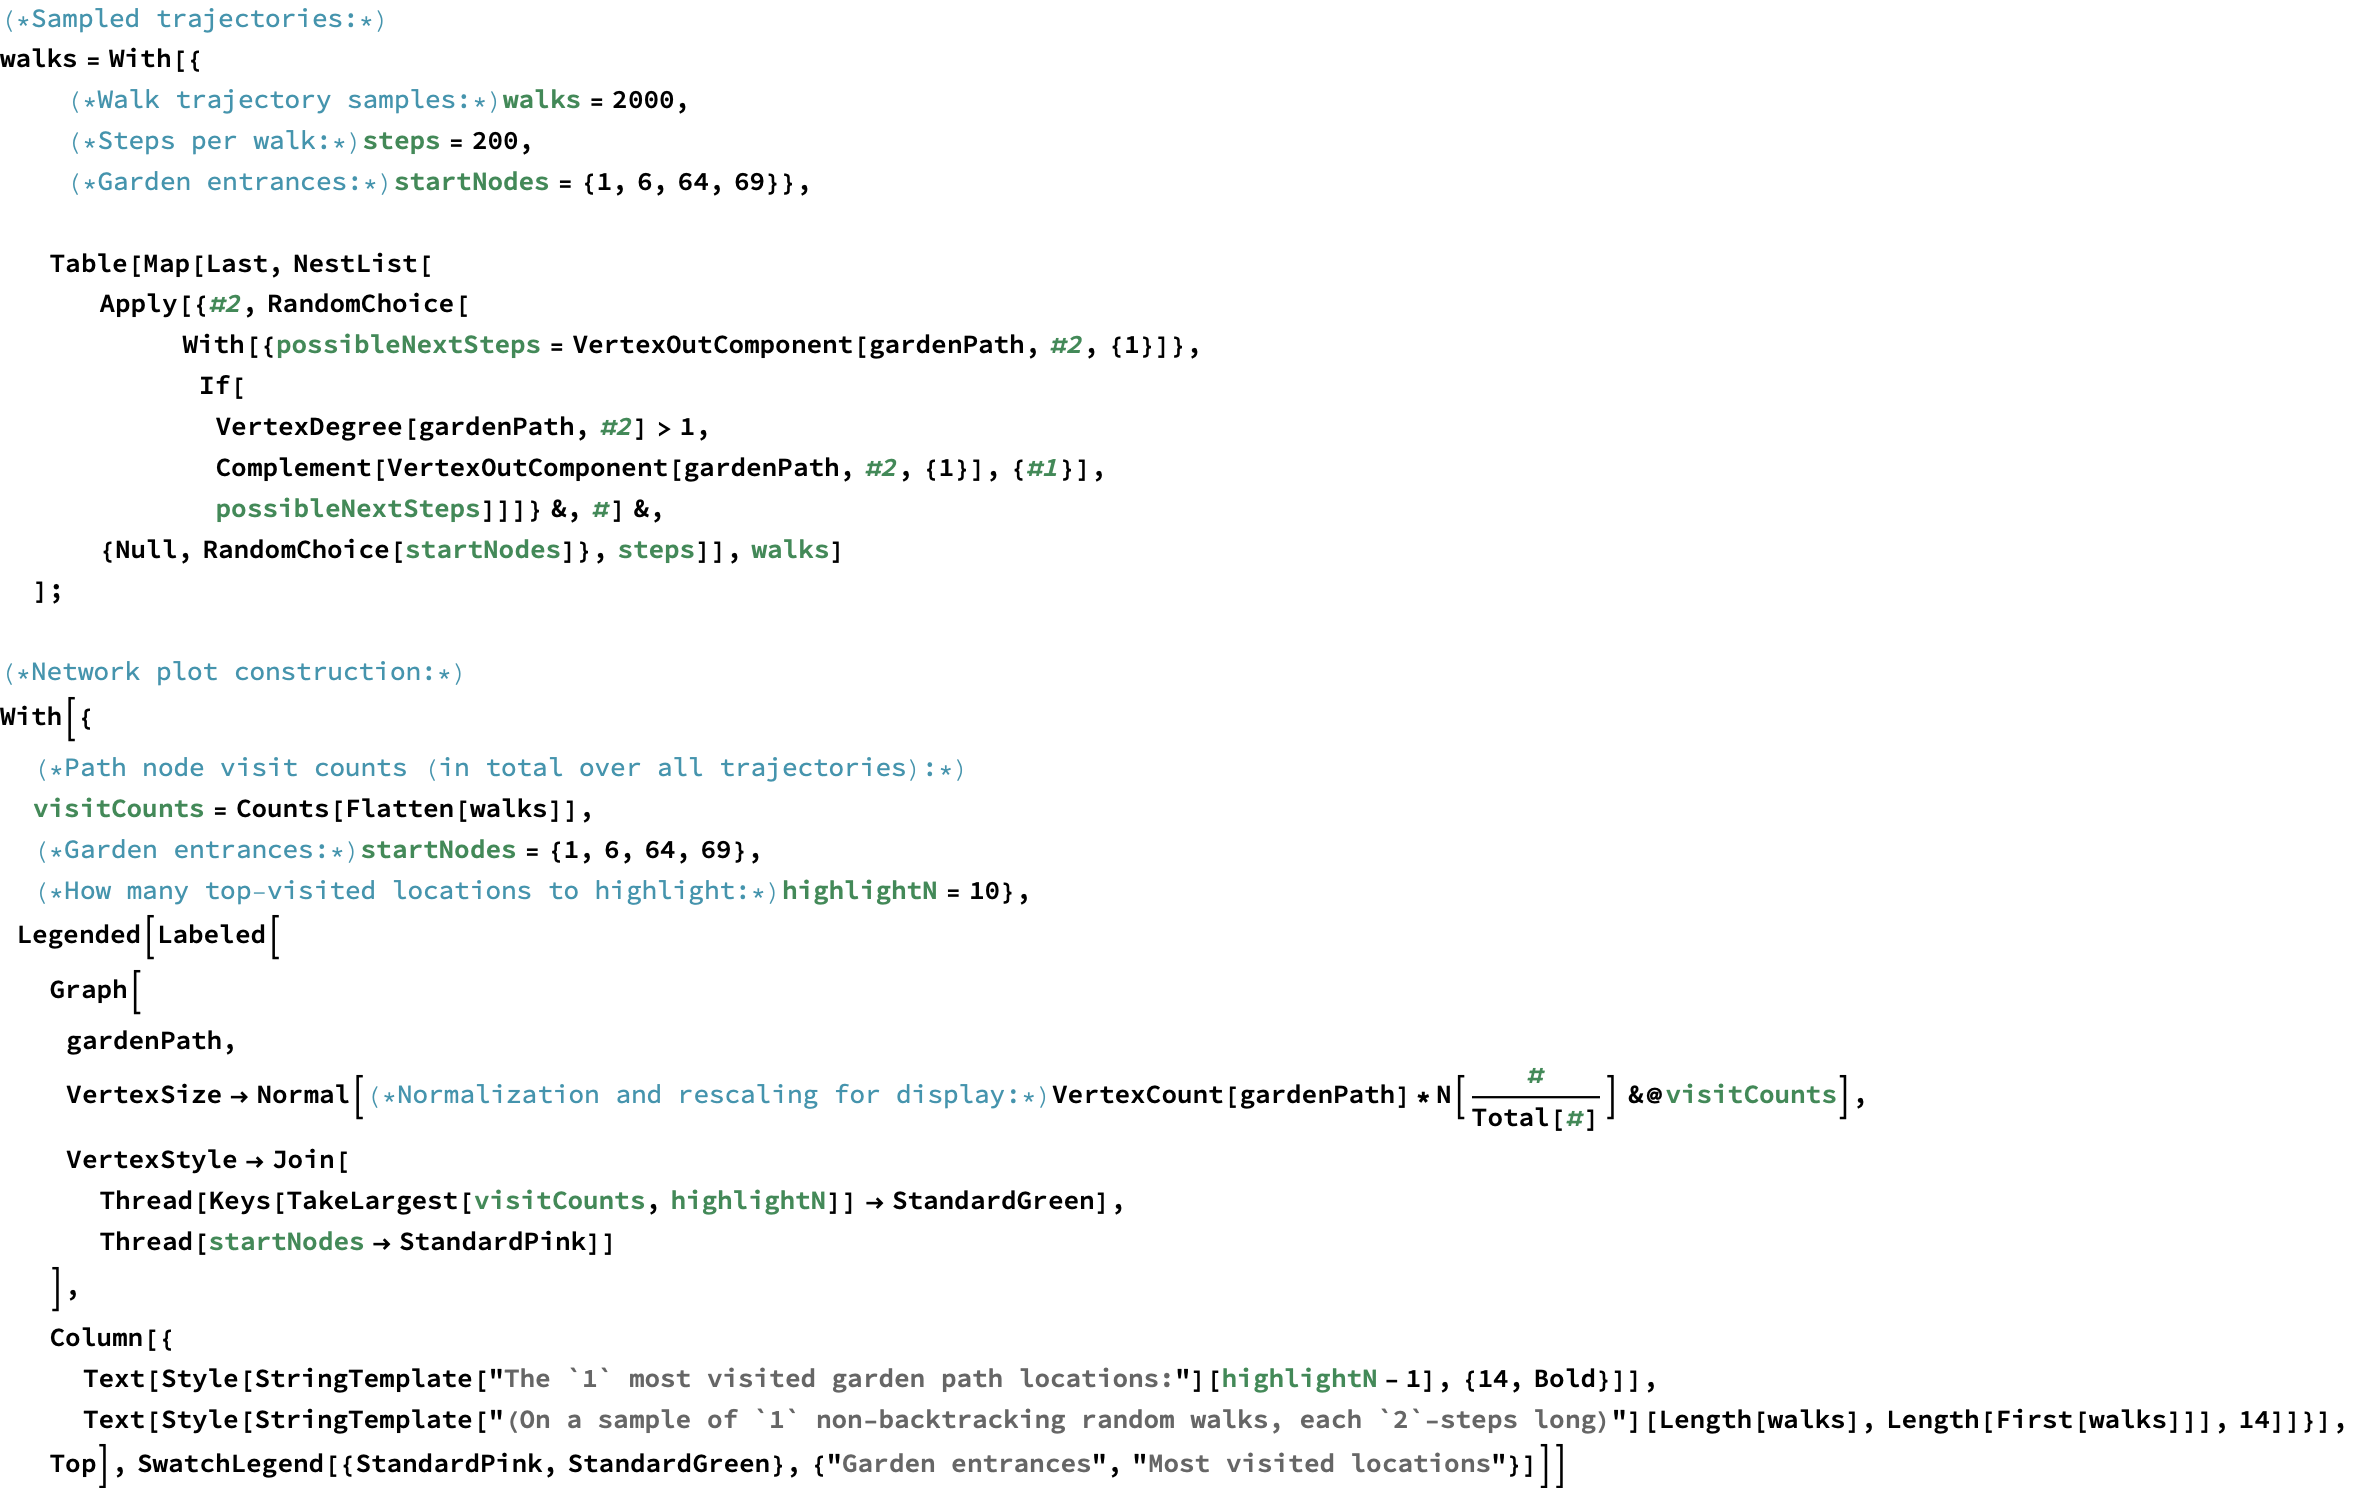 (*Sampled trajectories:*)
walks = With[{
(*Walk trajectory samples:*)walks = 2000,
(*Steps per walk:*)steps = 200,
(*Garden entrances:*)startNodes = {1, 6, 64, 69}},
Table[Map[Last, NestList[
Apply[{#2, RandomChoice[
With[{possibleNextSteps = VertexOutComponent[gardenPath, #2, {1}]},
If[
VertexDegree[gardenPath, #2] > 1,
Complement[VertexOutComponent[gardenPath, #2, {1}], {#1}],
possibleNextSteps]]]} &, #] &,
{Null, RandomChoice[startNodes]}, steps]], walks]
];
(*Network plot construction:*)
With[{
(*Path node visit counts (in total over all trajectories):*)
visitCounts = Counts[Flatten[walks]],
(*Garden entrances:*)startNodes = {1, 6, 64, 69},
(*How many top-visited locations to highlight:*)highlightN = 10},
Legended[Labeled[
Graph[
gardenPath,
VertexSize → Normal[(*Normalization and rescaling for display:*)VertexCount[gardenPath] * N[#/Total[#]] &@visitCounts],
VertexStyle → Join[
Thread[Keys[TakeLargest[visitCounts, highlightN]] → StandardGreen],
Thread[startNodes → StandardPink]]
],
Column[{
Text[Style[StringTemplate["The `1` most visited garden path locations:"][highlightN - 1], {14, Bold}]],
Text[Style[StringTemplate["(On a sample of `1` non-backtracking random walks, each `2`-steps long)"][Length[walks], Length[First[walks]]], 14]]}],
Top], SwatchLegend[{StandardPink, StandardGreen}, {"Garden entrances", "Most visited locations"}]]]